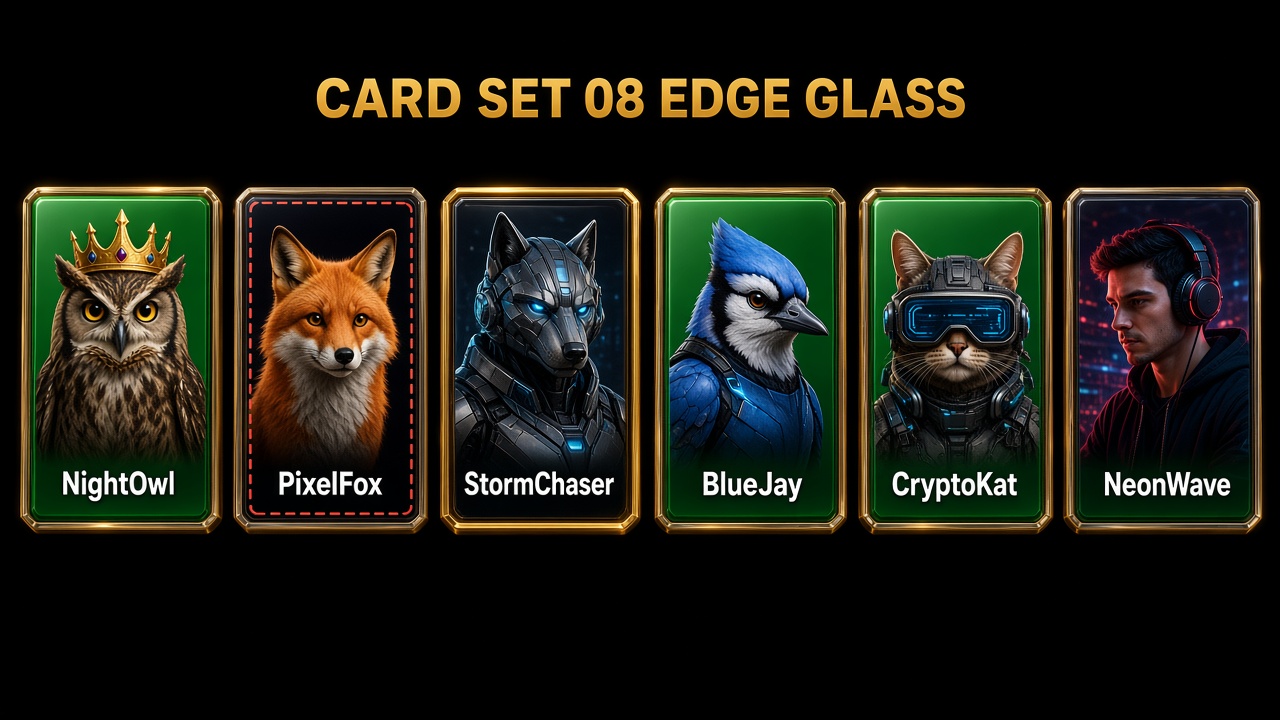 CARD SET 08 EDGE GLASS
NightOwl
PixelFox
StormChaser
BlueJay
CryptoKat
NeonWave